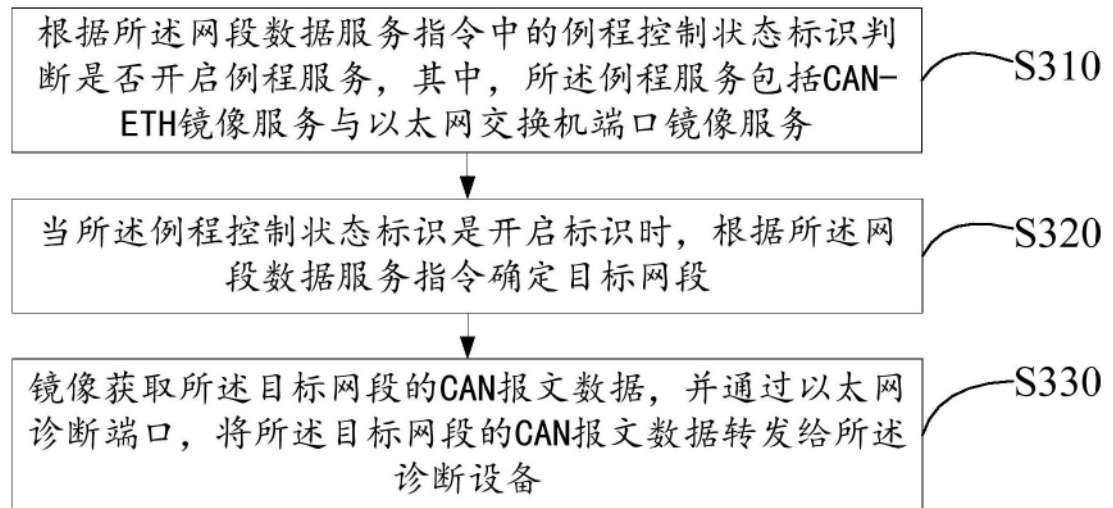 根据所述网段数据服务指令中的例程控制状态标识判
断是否开启例程服务，其中，所述例程服务包括CAN-
ETH镜像服务与以太网交换机端口镜像服务
S310
当所述例程控制状态标识是开启标识时，根据所述网
段数据服务指令确定目标网段
S320
镜像获取所述目标网段的CAN报文数据，并通过以太网
诊断端口，将所述目标网段的CAN报文数据转发给所述
诊断设备
S330